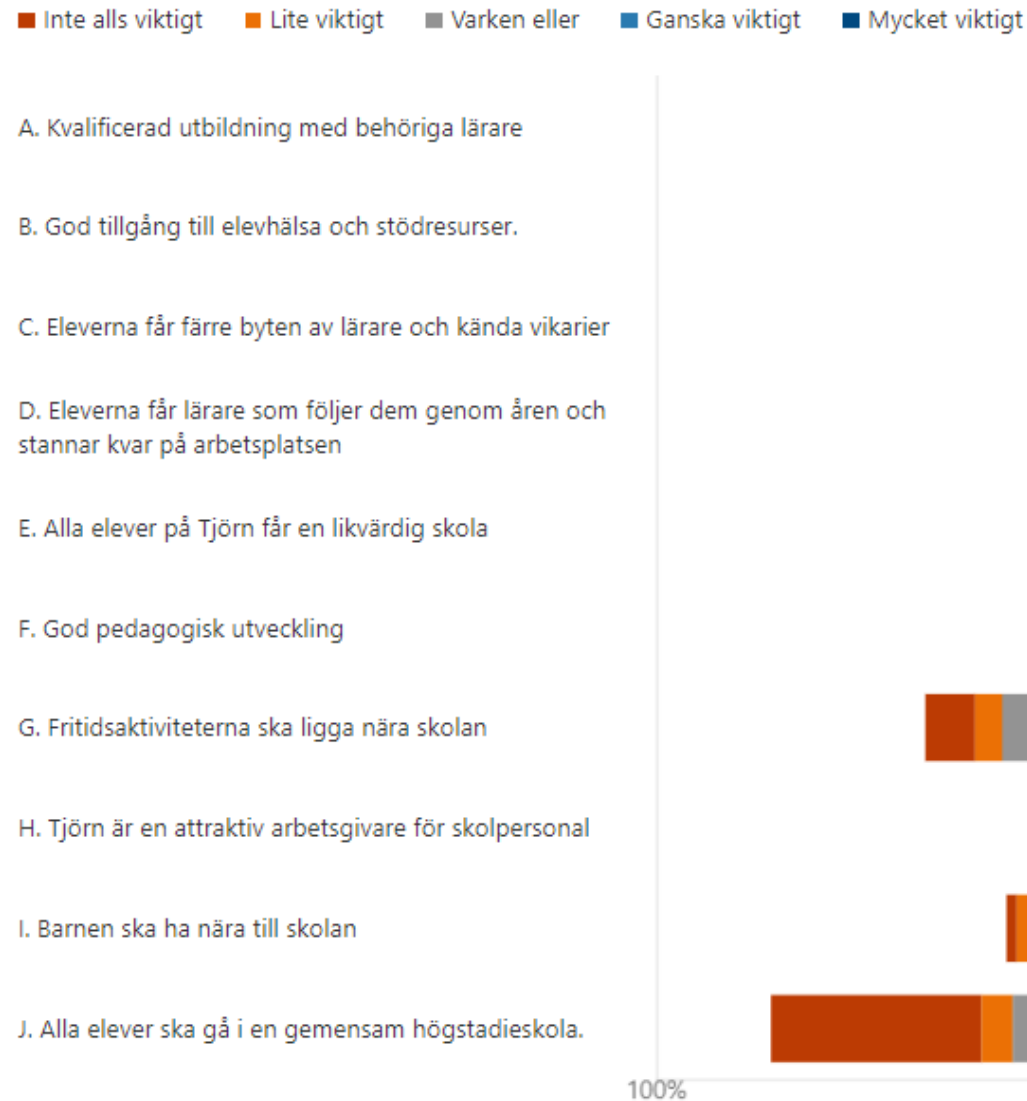 Inte alls viktigt Lite viktigt Varken eller Ganska viktigt Mycket viktigt
A. Kvalificerad utbildning med behöriga lärare
B. God tillgång till elevhälsa och stödresurser.
C. Eleverna får färre byten av lärare och kända vikarier
D. Eleverna får lärare som följer dem genom åren och
stannar kvar på arbetsplatsen
E. Alla elever på Tjörn får en likvärdig skola
F. God pedagogisk utveckling
G. Fritidsaktiviteterna ska ligga nära skolan
H. Tjörn är en attraktiv arbetsgivare för skolpersonal
I. Barnen ska ha nära till skolan
J. Alla elever ska gå i en gemensam högstadieskola.
100%